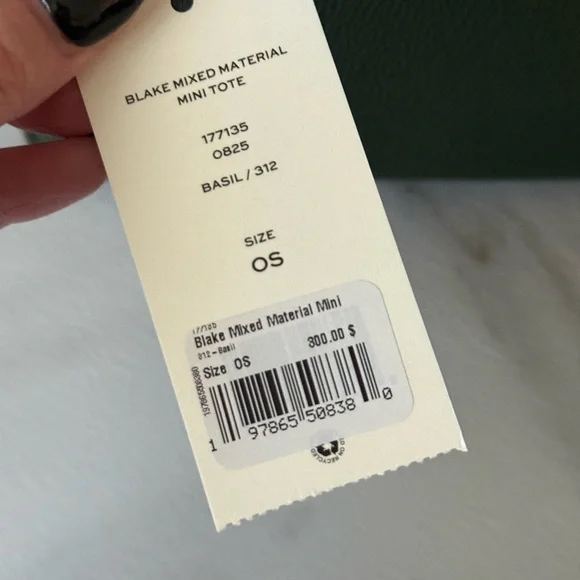 BLAKE MIXED MATERIAL
MINI TOTE
177135
0825
BASIL / 312
SIZE
OS
177135
Blake Mixed Material Mini
312 - Basil
300.00 $
Size OS
1 97865 50838 0